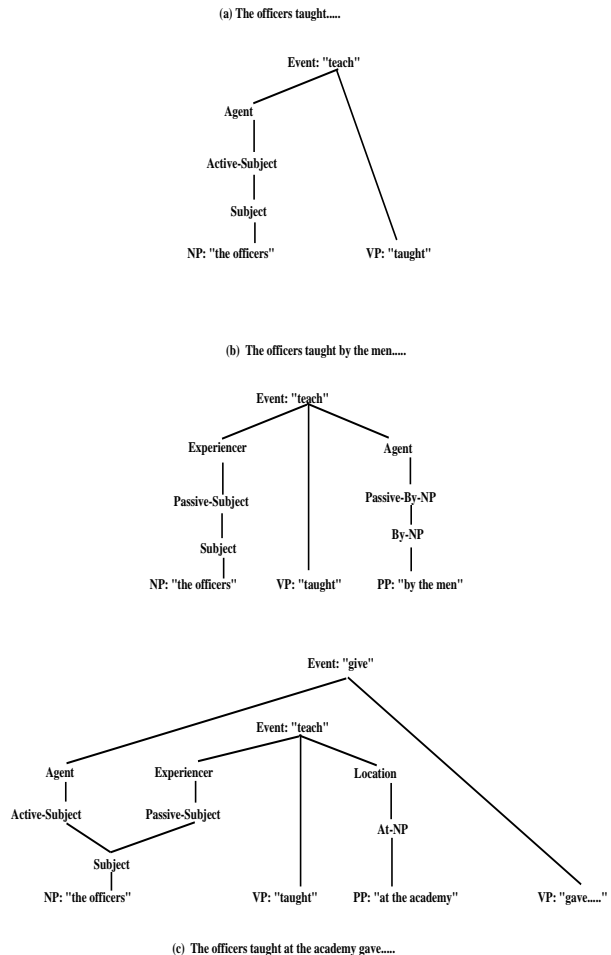 (a) The officers taught.....
Event: "teach"
Agent
Active-Subject
Subject
NP: "the officers" VP: "taught"
(b) The officers taught by the men.....
Event: "teach"
Experiencer Agent
Passive-Subject Passive-By-NP
By-NP
Subject
NP: "the officers" VP: "taught" PP: "by the men"
Event: "give"
Event: "teach"
Agent Experiencer Location
Active-Subject Passive-Subject
At-NP
Subject
NP: "the officers" VP: "taught" PP: "at the academy" VP: "gave....."
(c) The officers taught at the academy gave.....